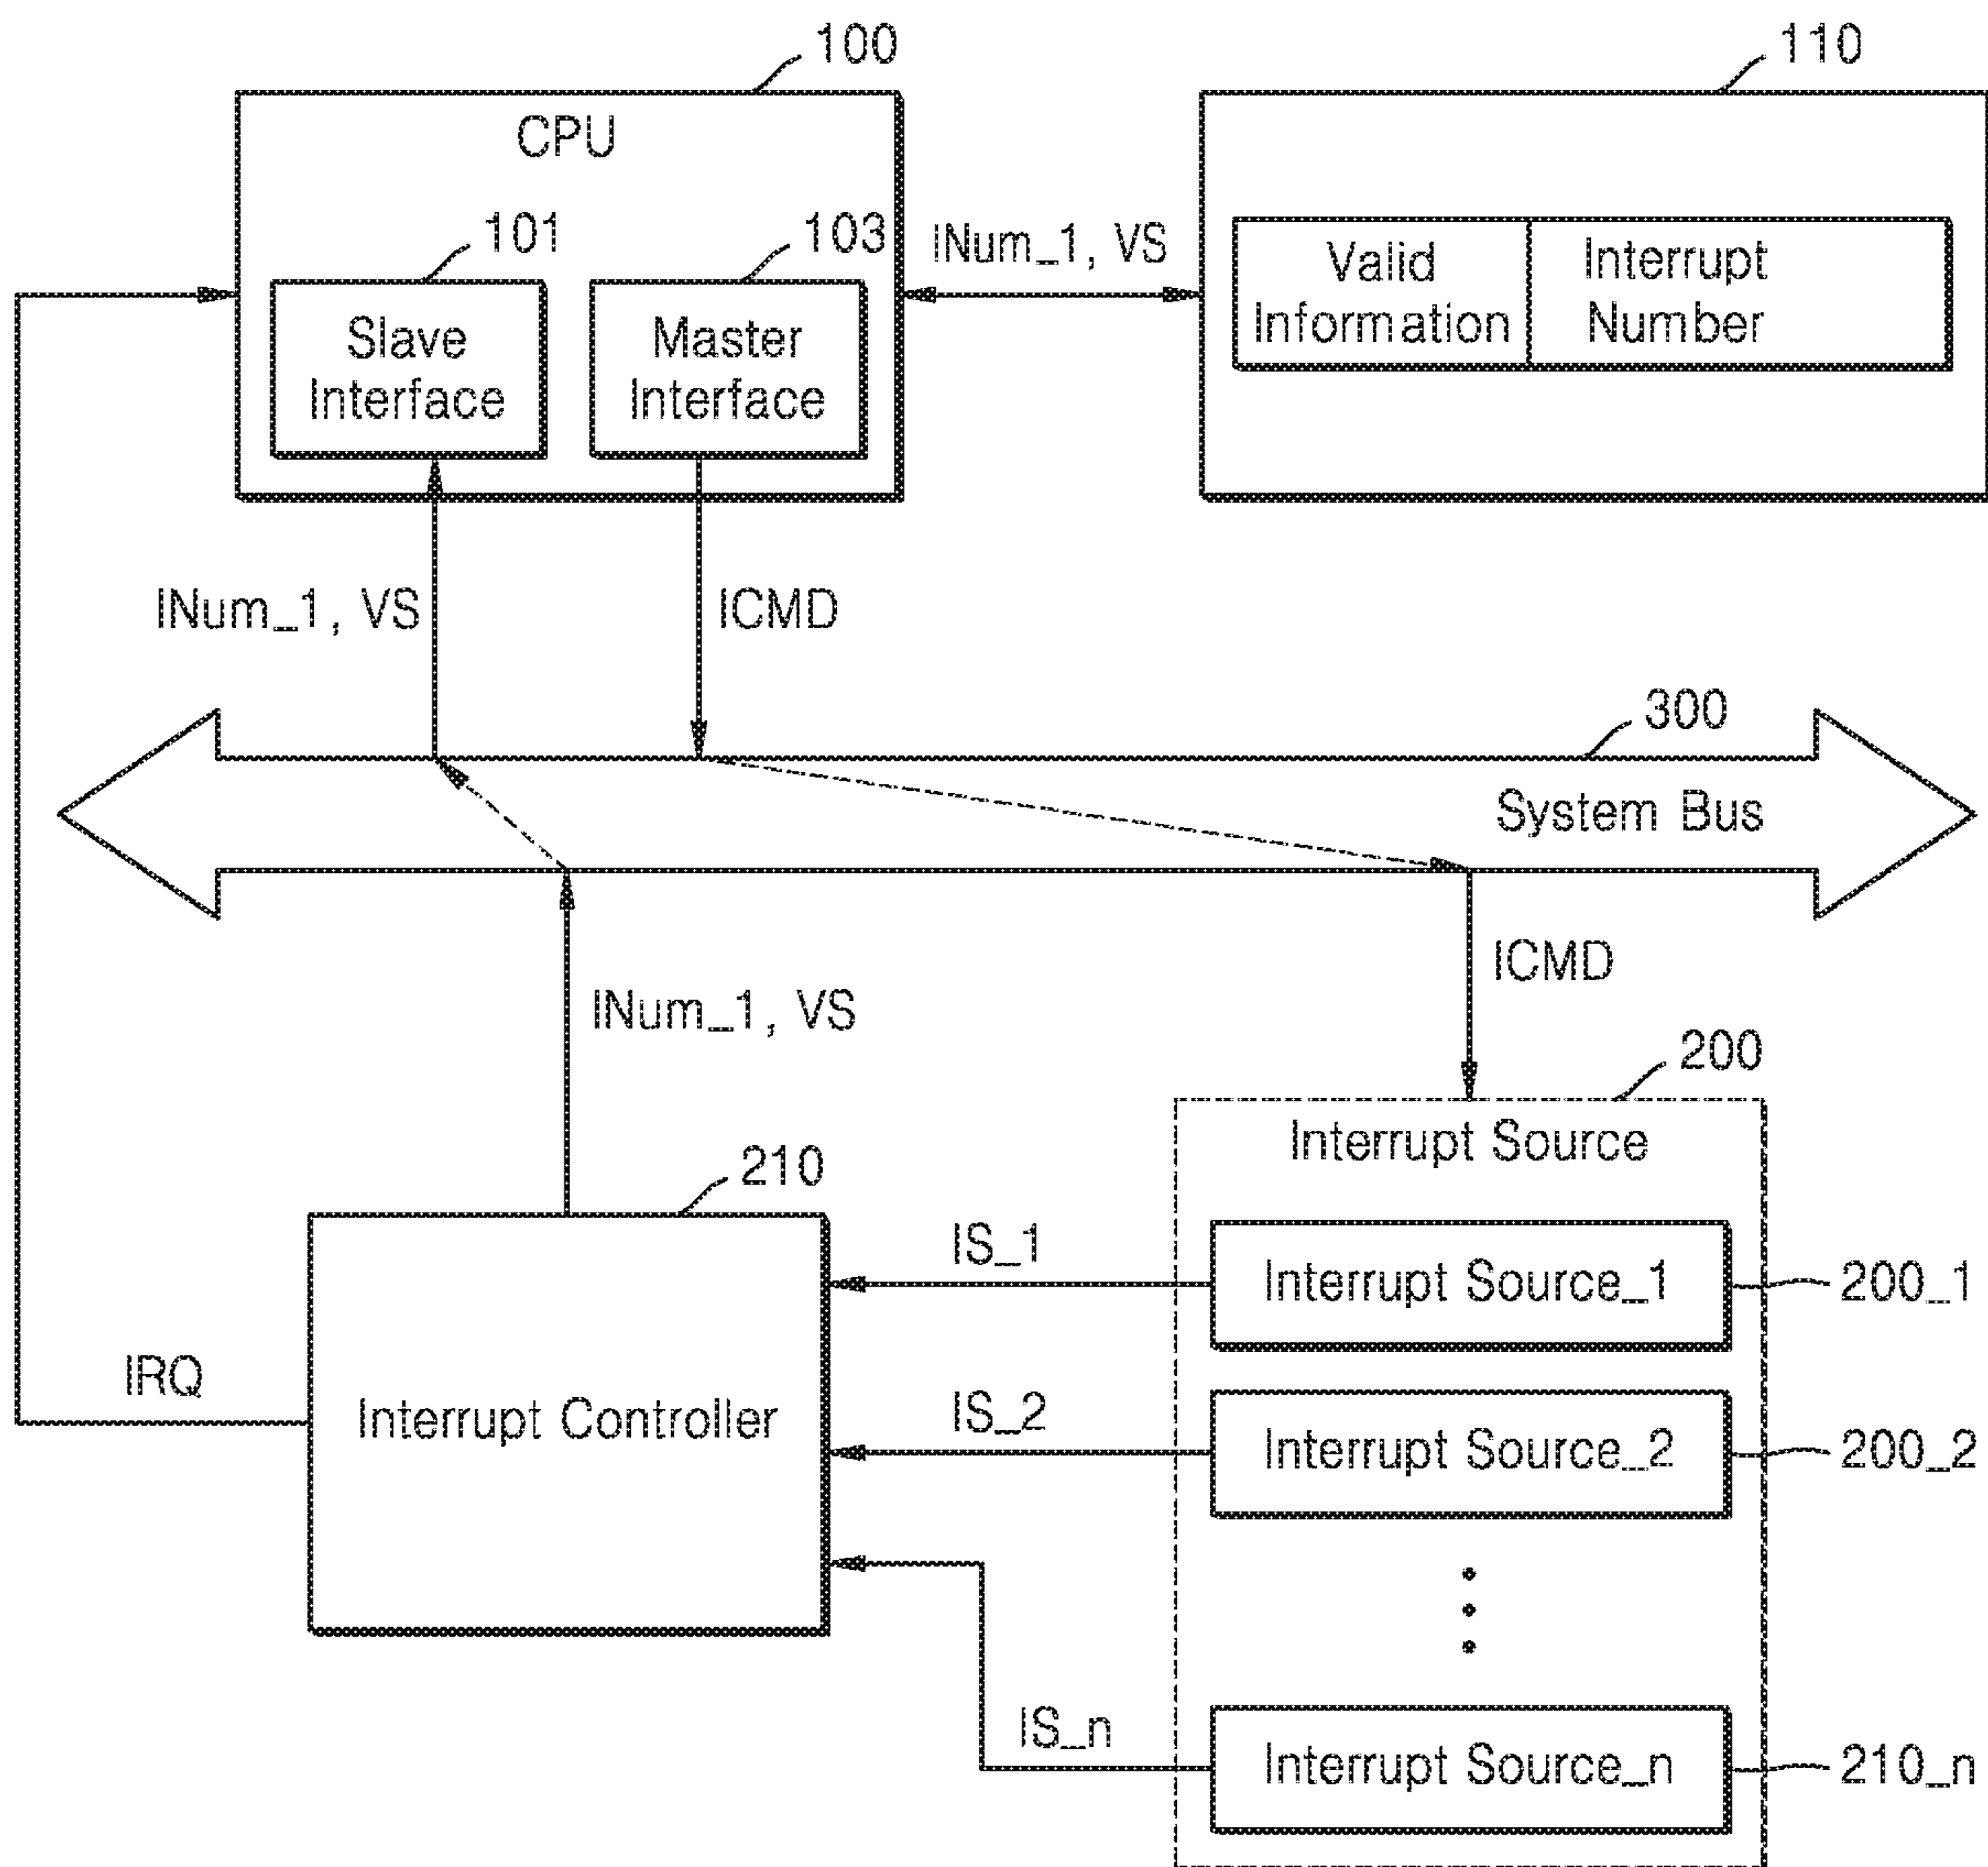 100
110
CPU
101
103
INum_1, VS
Valid
Information
Interrupt
Number
Slave
Interface
Master
Interface
INum_1, VS
ICMD
300
System Bus
ICMD
INum_1, VS
200
Interrupt Source
210
IS_1
Interrupt Source_1
200_1
IRQ
Interrupt Controller
IS_2
Interrupt Source_2
200_2
IS_n
Interrupt Source_n
210_n